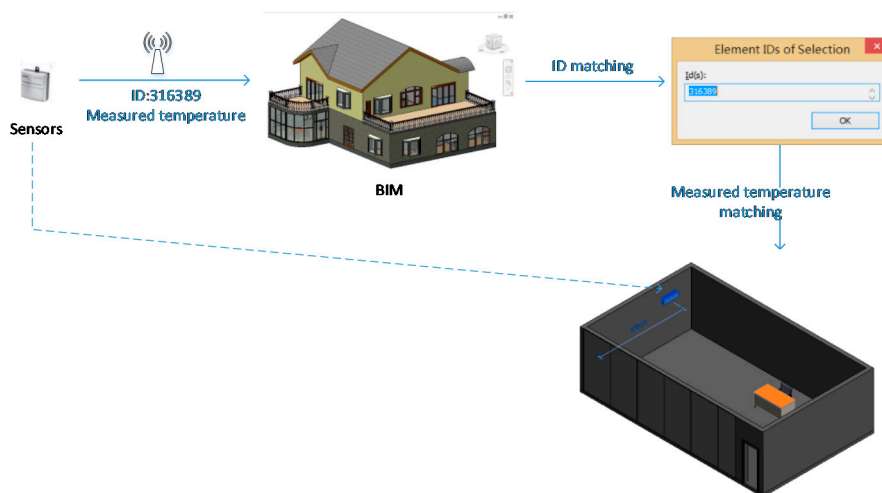 Sensors
ID:316389
Measured temperature
BIM
ID matching
Element IDs of Selection
Id(s):
316389
OK
Measured temperature
matching